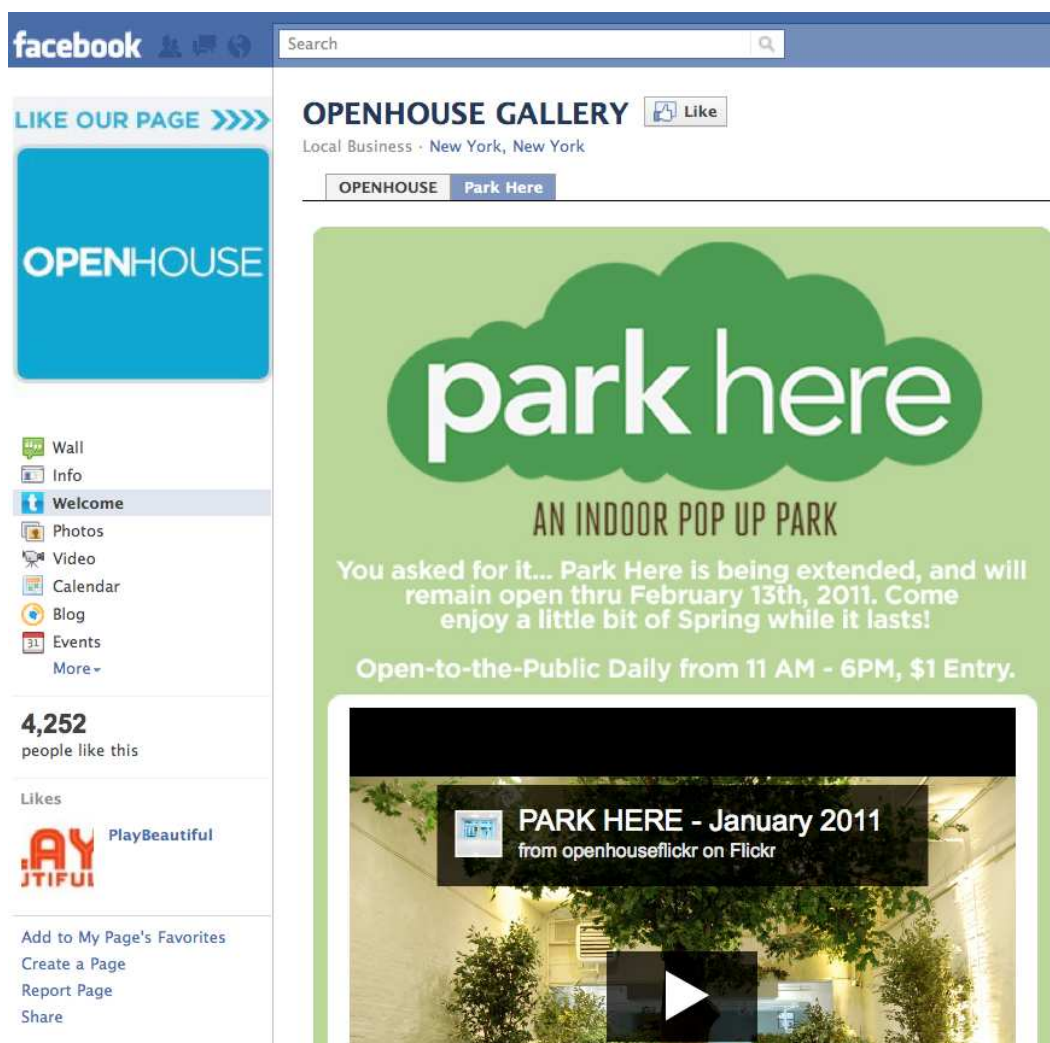 facebook
Search
LIKE OUR PAGE >>>>
OPENHOUSE
Wall
Info
Welcome
Photos
Video
Calendar
Blog
31 Events
More
4,252
people like this
Likes
PlayBeautiful
AY
UTIFUL
Add to My Page's Favorites
Create a Page
Report Page
Share
OPENHOUSE GALLERY Like
Local Business · New York, New York
OPENHOUSE Park Here
park here
AN INDOOR POP UP PARK
You asked for it... Park Here is being extended, and will
remain open thru February 13th, 2011. Come
enjoy a little bit of Spring while it lasts!
Open-to-the-Public Daily from 11 AM - 6PM, $1 Entry.
PARK HERE - January 2011
from openhouseflickr on Flickr